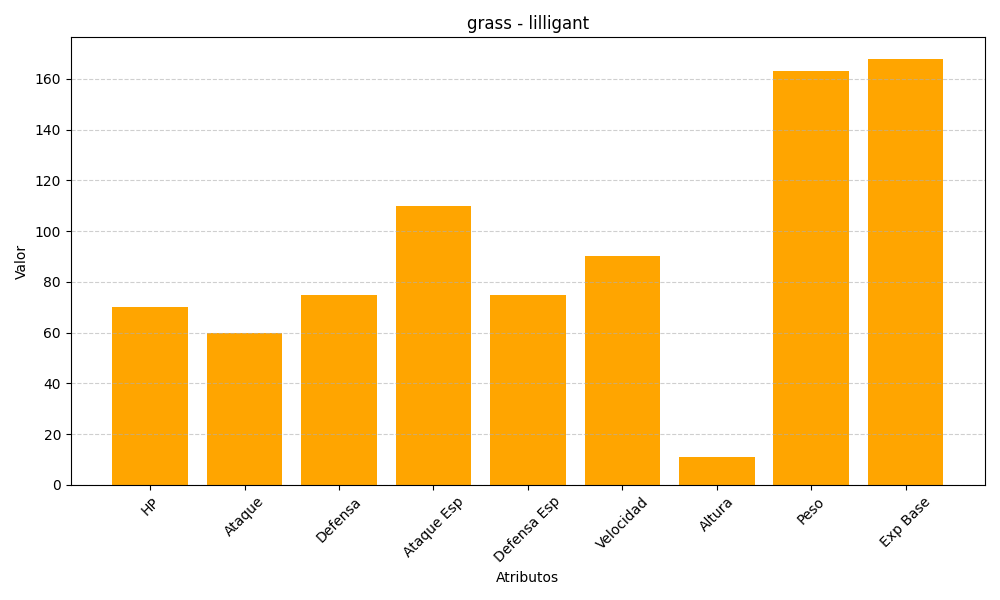 grass - lilligant
Valor
160
140
120
100
80
60
40
20
0
HP
Ataque
Defensa
Ataque Esp
Defensa Esp
Velocidad
Altura
Peso
Exp Base
Atributos